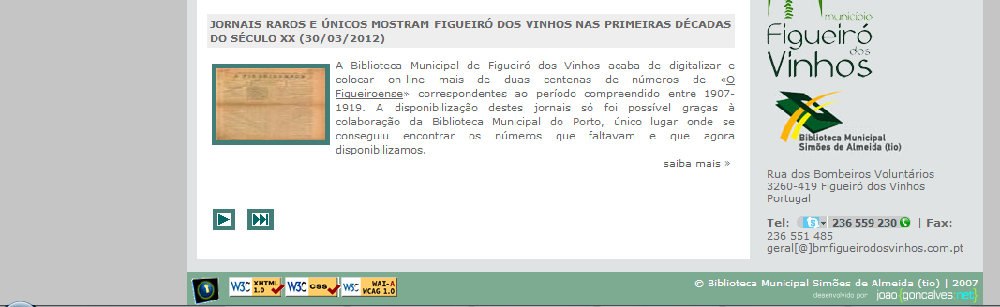 JORNAIS RAROS E ÚNICOS MOSTRAM FIGUEIRÓ DOS VINHOS NAS PRIMEIRAS DÉCADAS
DO SÉCULO XX (30/03/2012)
A Biblioteca Municipal de Figueiró dos Vinhos acaba de digitalizar e
colocar on-line mais de duas centenas de números de «O
Figueiroense» correspondentes ao período compreendido entre 1907-
1919. A disponibilização destes jornais só foi possível graças à
colaboração da Biblioteca Municipal do Porto, único lugar onde se
conseguiu encontrar os números que faltavam e que agora
disponibilizamos.
saiba mais »
município
Figueiró
dos
Vinhos
Biblioteca Municipal
Simões de Almeida (tio)
Rua dos Bombeiros Voluntários
3260-419 Figueiró dos Vinhos
Portugal
Tel: 236 559 230 | Fax:
236 551 485
geral[@]bmfigueirodosvinhos.com.pt
W3C XHTML 1.0
W3C css
W3C WAI-A WCAG 1.0
© Biblioteca Municipal Simões de Almeida (tio) | 2007
desenvolvido por joao{goncalves:net}